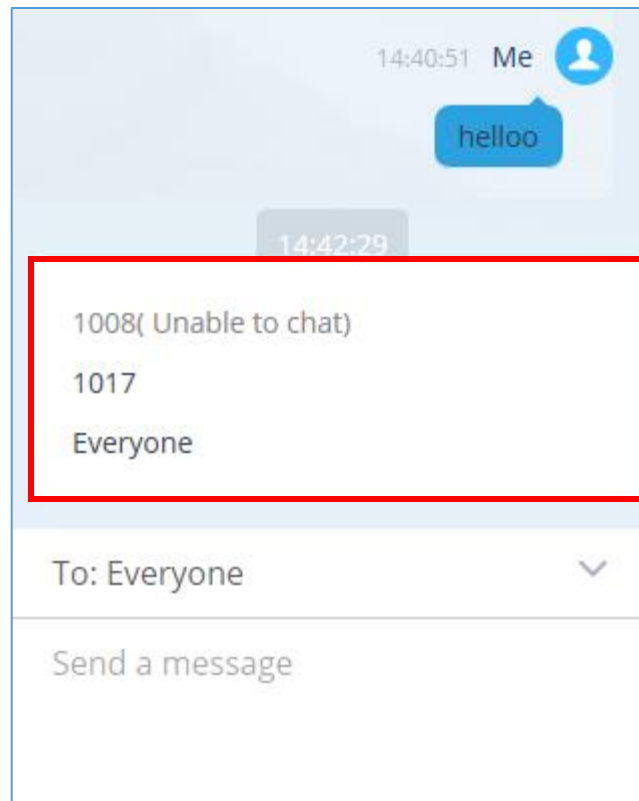 14:40:51 Me
helloo
14:42:29
1008( Unable to chat)
1017
Everyone
To: Everyone
Send a message